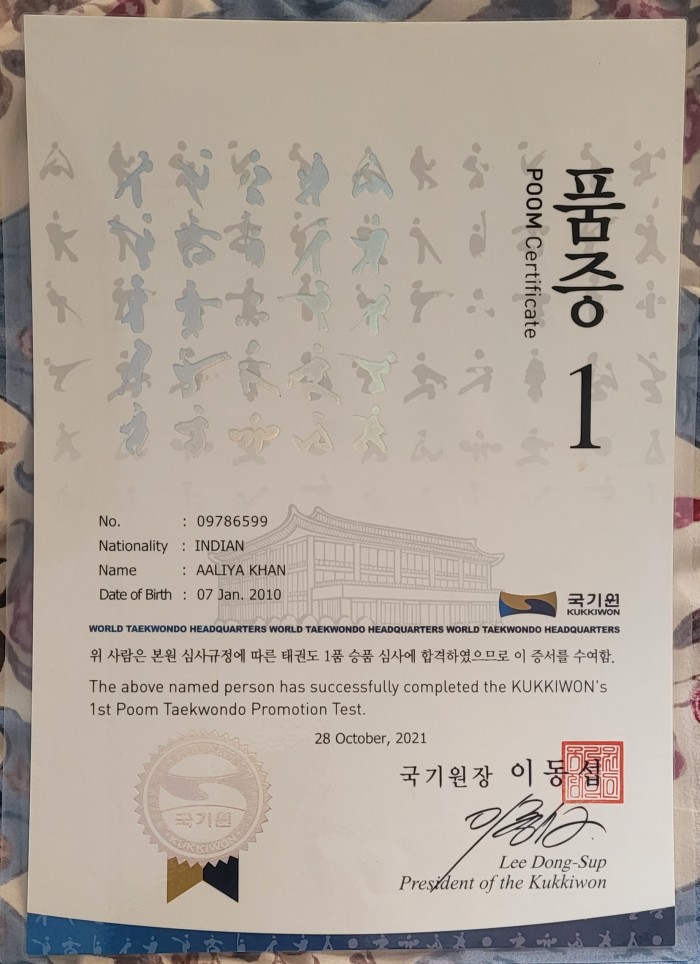 품증 1
POOM Certificate
No. : 09786599
Nationality : INDIAN
Name : AALIYA KHAN
Date of Birth : 07 Jan. 2010
국기원
KUKKIWON
WORLD TAEKWONDO HEADQUARTERS WORLD TAEKWONDO HEADQUARTERS WORLD TAEKWONDO HEADQUARTERS
위 사람은 본원 심사규정에 따른 태권도 1품 승품 심사에 합격하였으므로 이 증서를 수여함.
The above named person has successfully completed the KUKKIWON's
1st Poom Taekwondo Promotion Test.
28 October, 2021
국기원장 이동섭
국기원
KUKKIWON
Lee Dong-Sup
President of the Kukkiwon